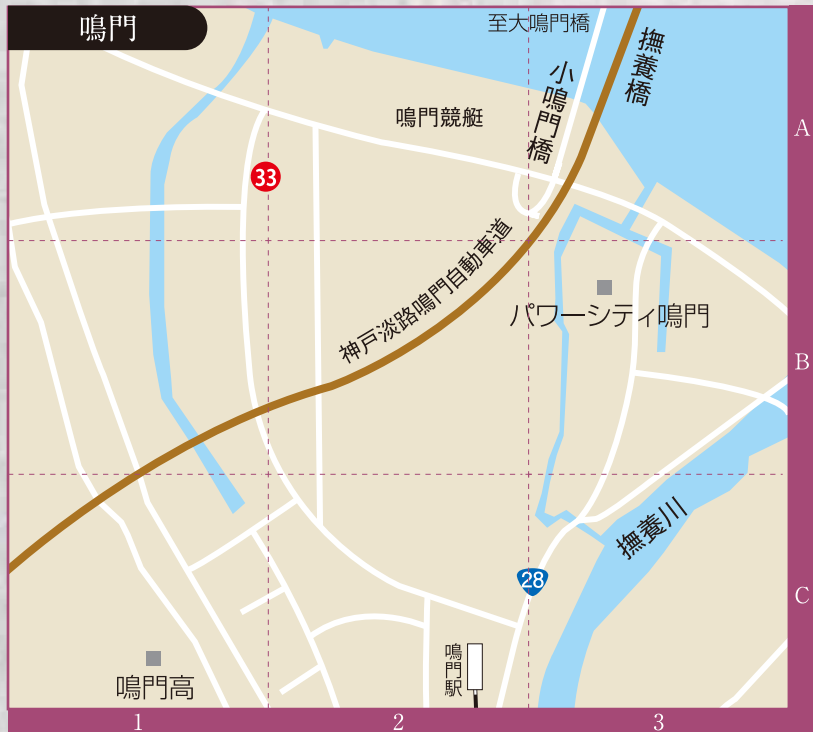 鳴門
至大鳴門橋
撫養橋
小鳴門橋
鳴門競艇
A
33
神戸淡路鳴門自動車道
パワーシティ鳴門
B
撫養川
28
C
鳴門駅
鳴門高
1
2
3